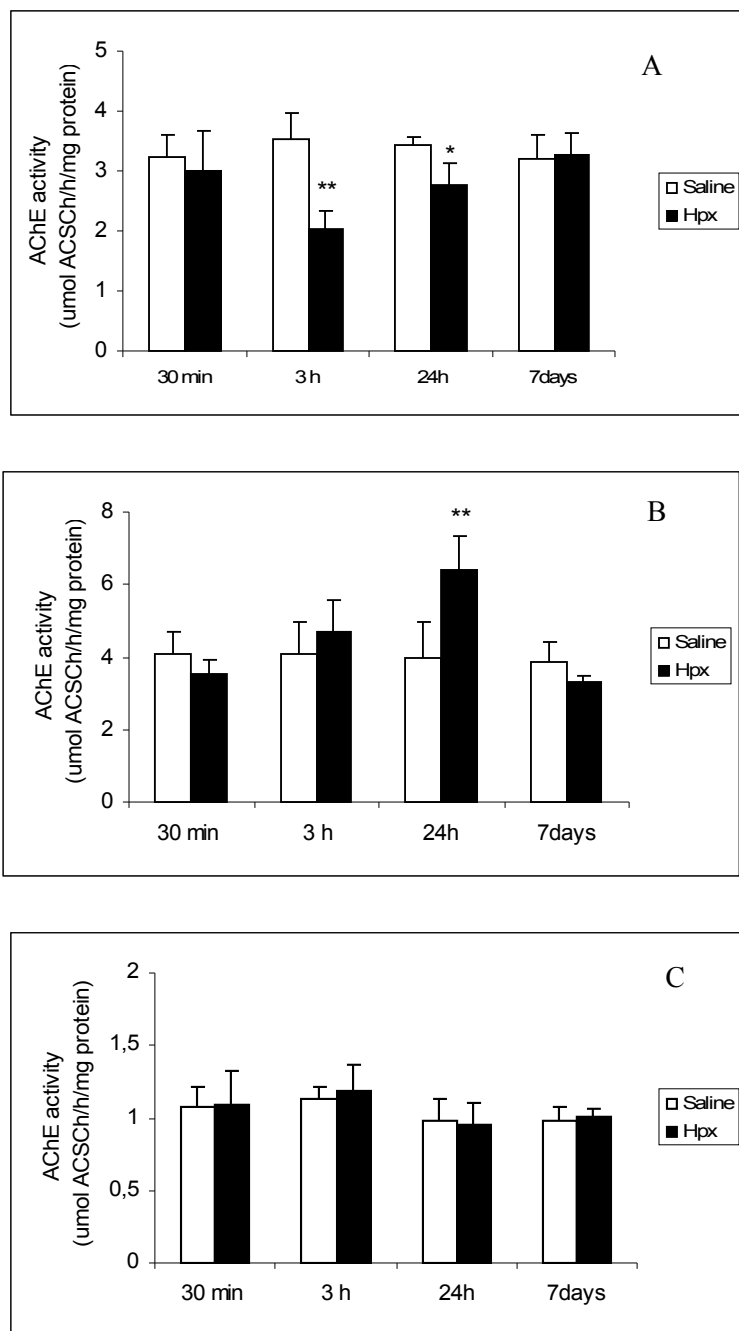 A
AChE activity
(umol ACSCh/h/mg protein)
5
4
3
2
1
0
**
*
30 min 3 h 24h 7days
Saline
Hpx
B
AChE activity
(umol ACSCh/h/mg protein)
8
6
4
2
0
**
30 min 3 h 24h 7days
Saline
Hpx
C
AChE activity
(umol ACSCh/h/mg protein)
2
1,5
1
0,5
0
30 min 3 h 24h 7days
Saline
Hpx